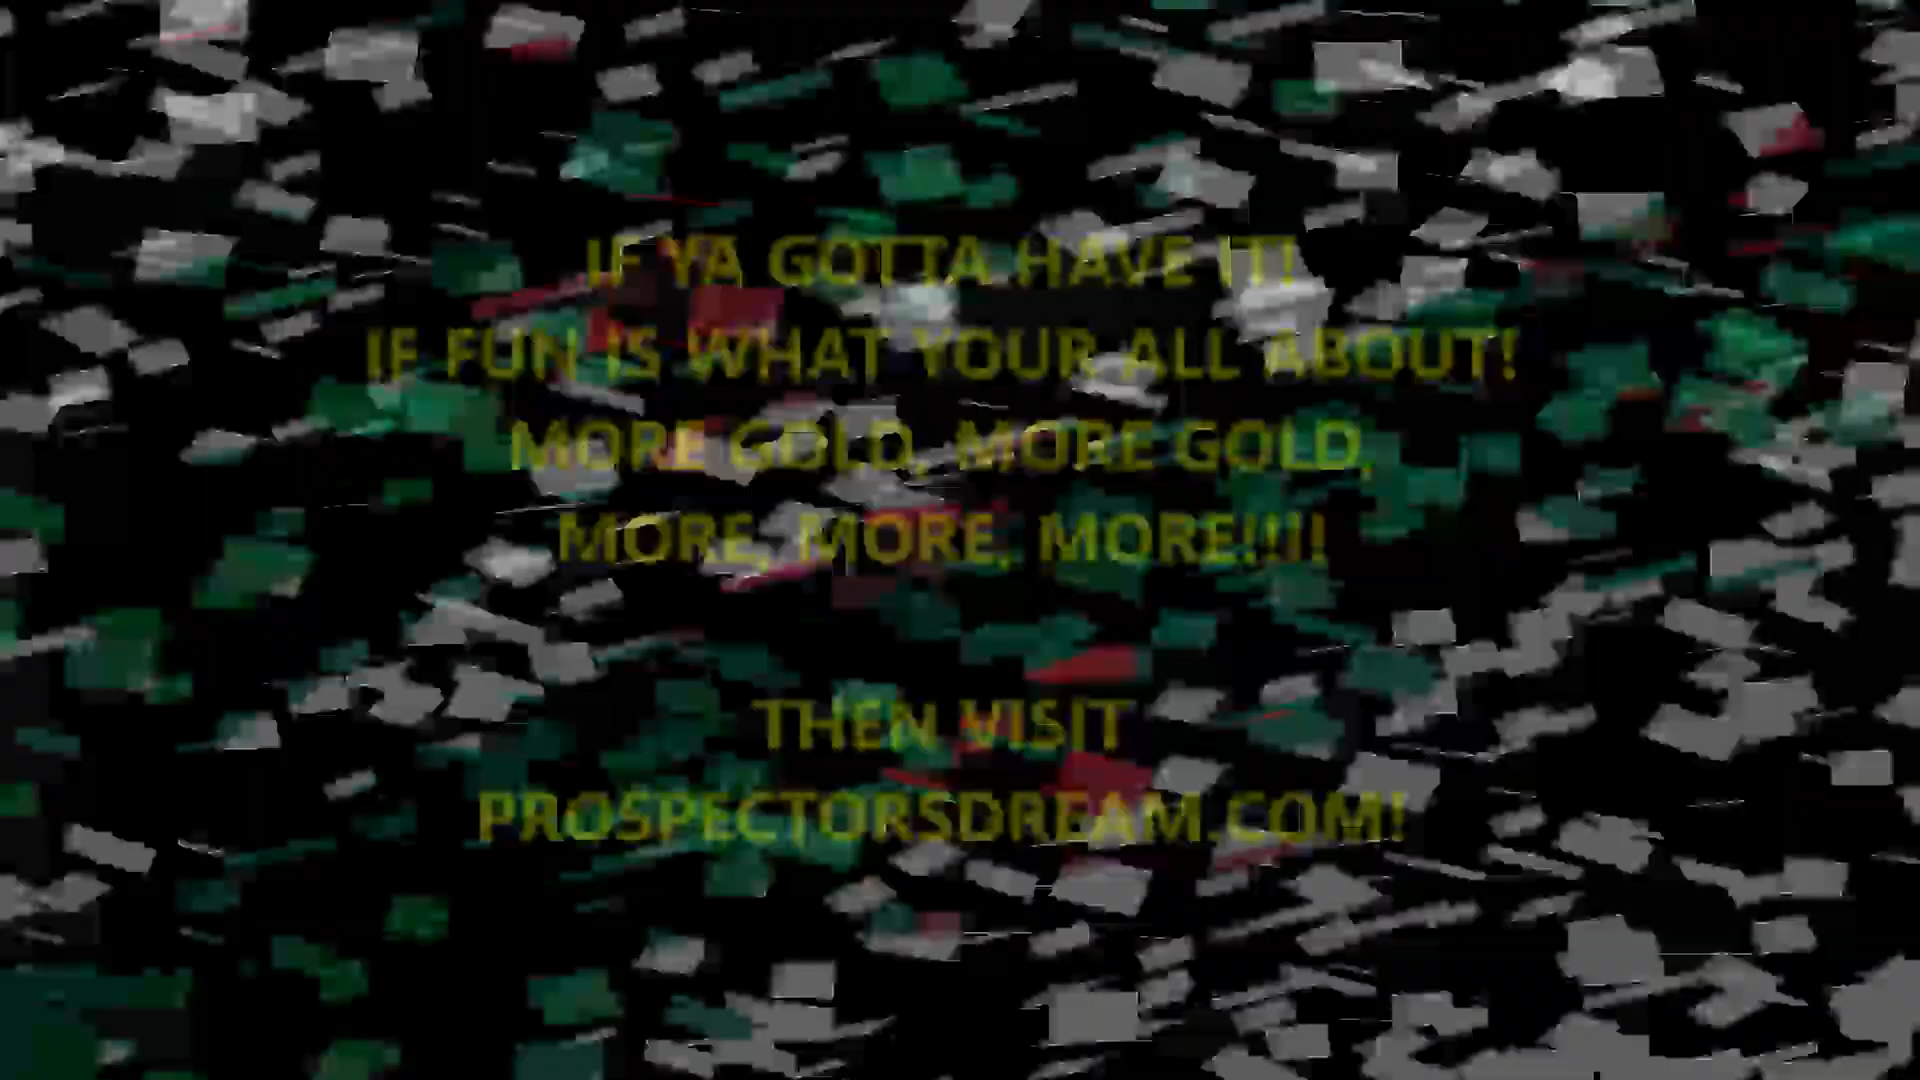 IF YA GOTTA HAVE IT!
IF FUN IS WHAT YOUR ALL ABOUT!
MORE GOLD, MORE GOLD,
MORE, MORE, MORE!!!!
THEN VISIT
PROSPECTORSDREAM.COM!